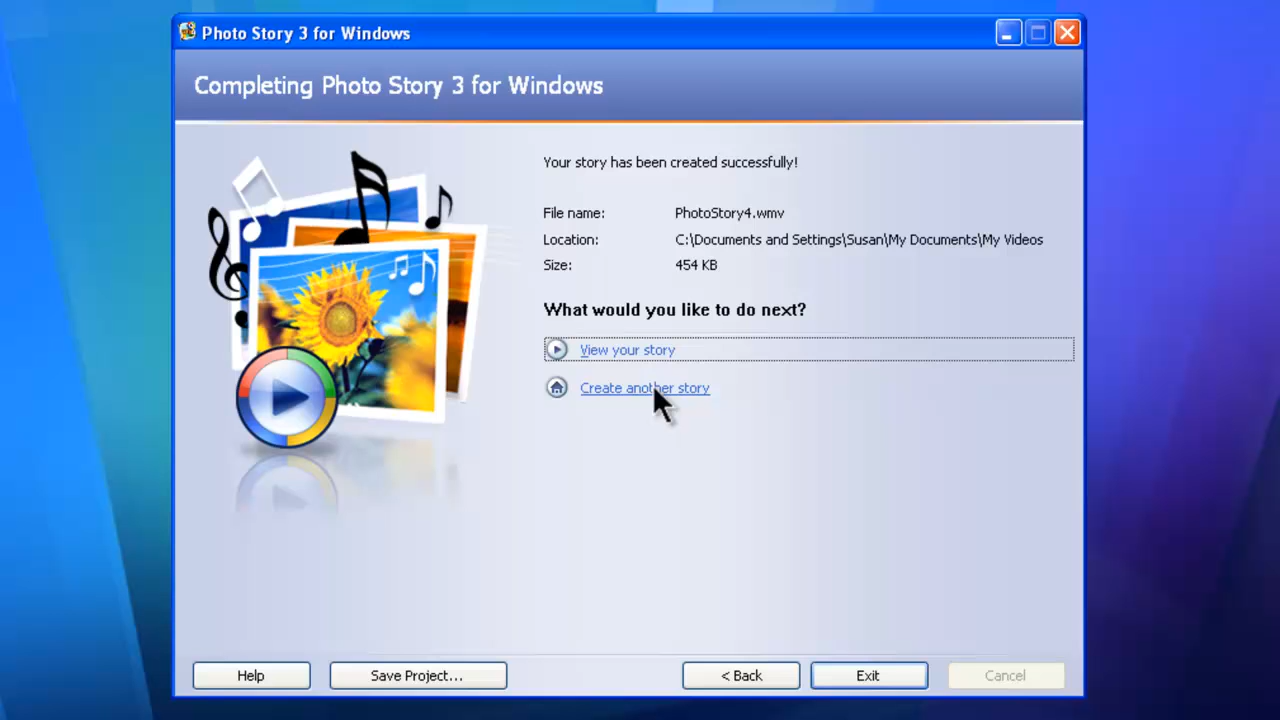 Photo Story 3 for Windows
Completing Photo Story 3 for Windows
Your story has been created successfully!
File name: PhotoStory4.wmv
Location: C:\Documents and Settings\Susan\My Documents\My Videos
Size: 454 KB
What would you like to do next?
View your story
Create another story
Help Save Project... < Back Exit Cancel